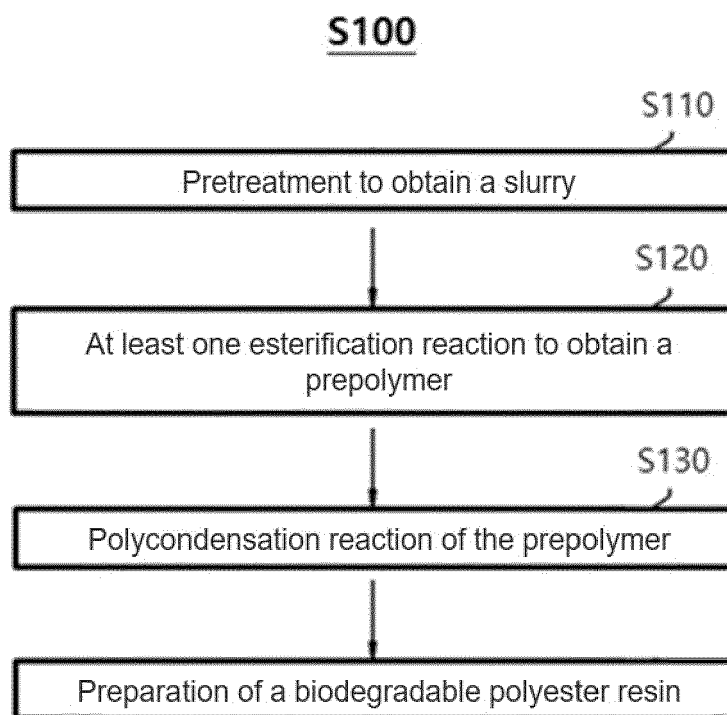 S100
S110
Pretreatment to obtain a slurry
S120
At least one esterification reaction to obtain a
prepolymer
S130
Polycondensation reaction of the prepolymer
Preparation of a biodegradable polyester resin